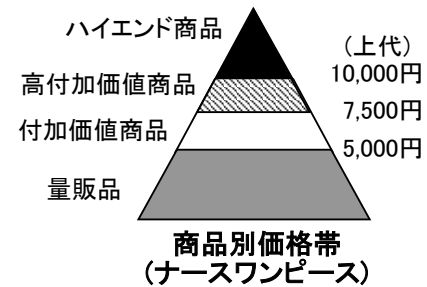 ハイエンド商品
(上代)
10,000円
高付加価値商品
7,500円
付加価値商品
5,000円
量販品
商品別価格帯
(ナースワンピース)